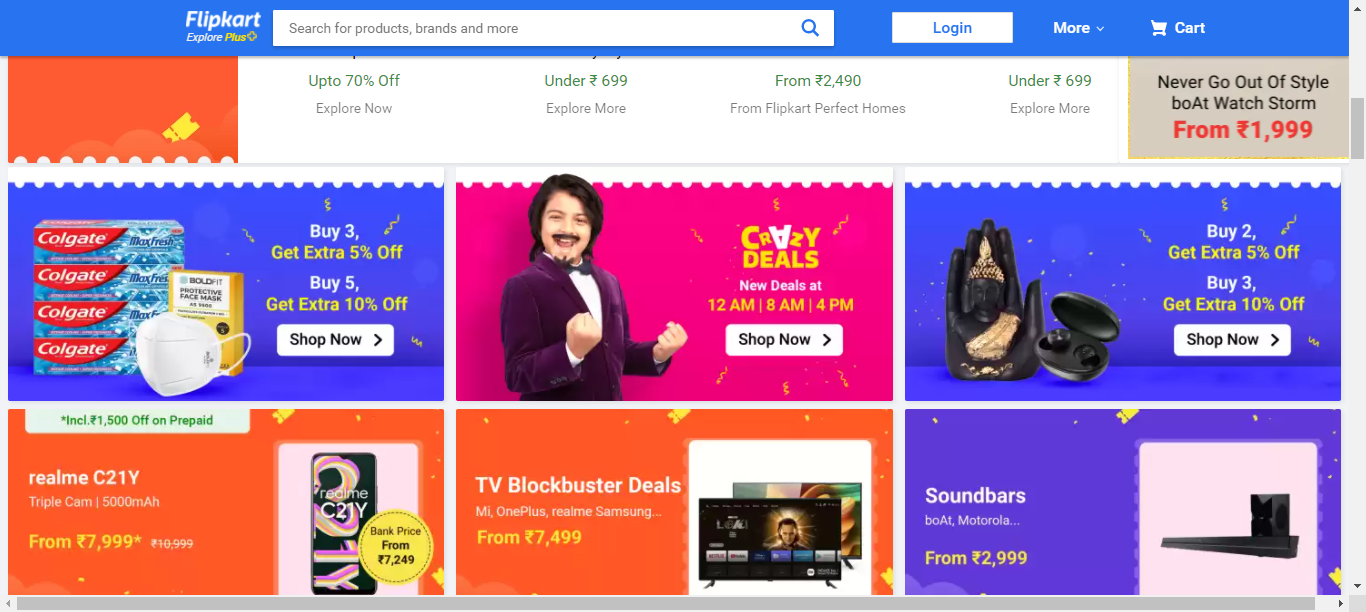 Flipkart
Explore Plus
Search for products, brands and more
Login
More
Cart
Upto 70% Off
Explore Now
Under ₹ 699
Explore More
From ₹2,490
From Flipkart Perfect Homes
Under ₹ 699
Explore More
Never Go Out Of Style
boAt Watch Storm
From ₹1,999
Colgate MaxFresh
Colgate MaxFresh
Colgate
Colgate
BOLDFIT
PROTECTIVE
FACE MASK
Buy 3,
Get Extra 5% Off
Buy 5,
Get Extra 10% Off
Shop Now
CRAZY
DEALS
New Deals at
12 AM | 8 AM | 4 PM
Shop Now
Buy 2,
Get Extra 5% Off
Buy 3,
Get Extra 10% Off
Shop Now
*Incl.₹1,500 Off on Prepaid
realme C21Y
Triple Cam | 5000mAh
From ₹7,999* ₹10,999
realme
C21Y
Bank Price
From
₹7,249
TV Blockbuster Deals
Mi, OnePlus, realme Samsung...
From ₹7,499
Soundbars
boAt, Motorola...
From ₹2,999